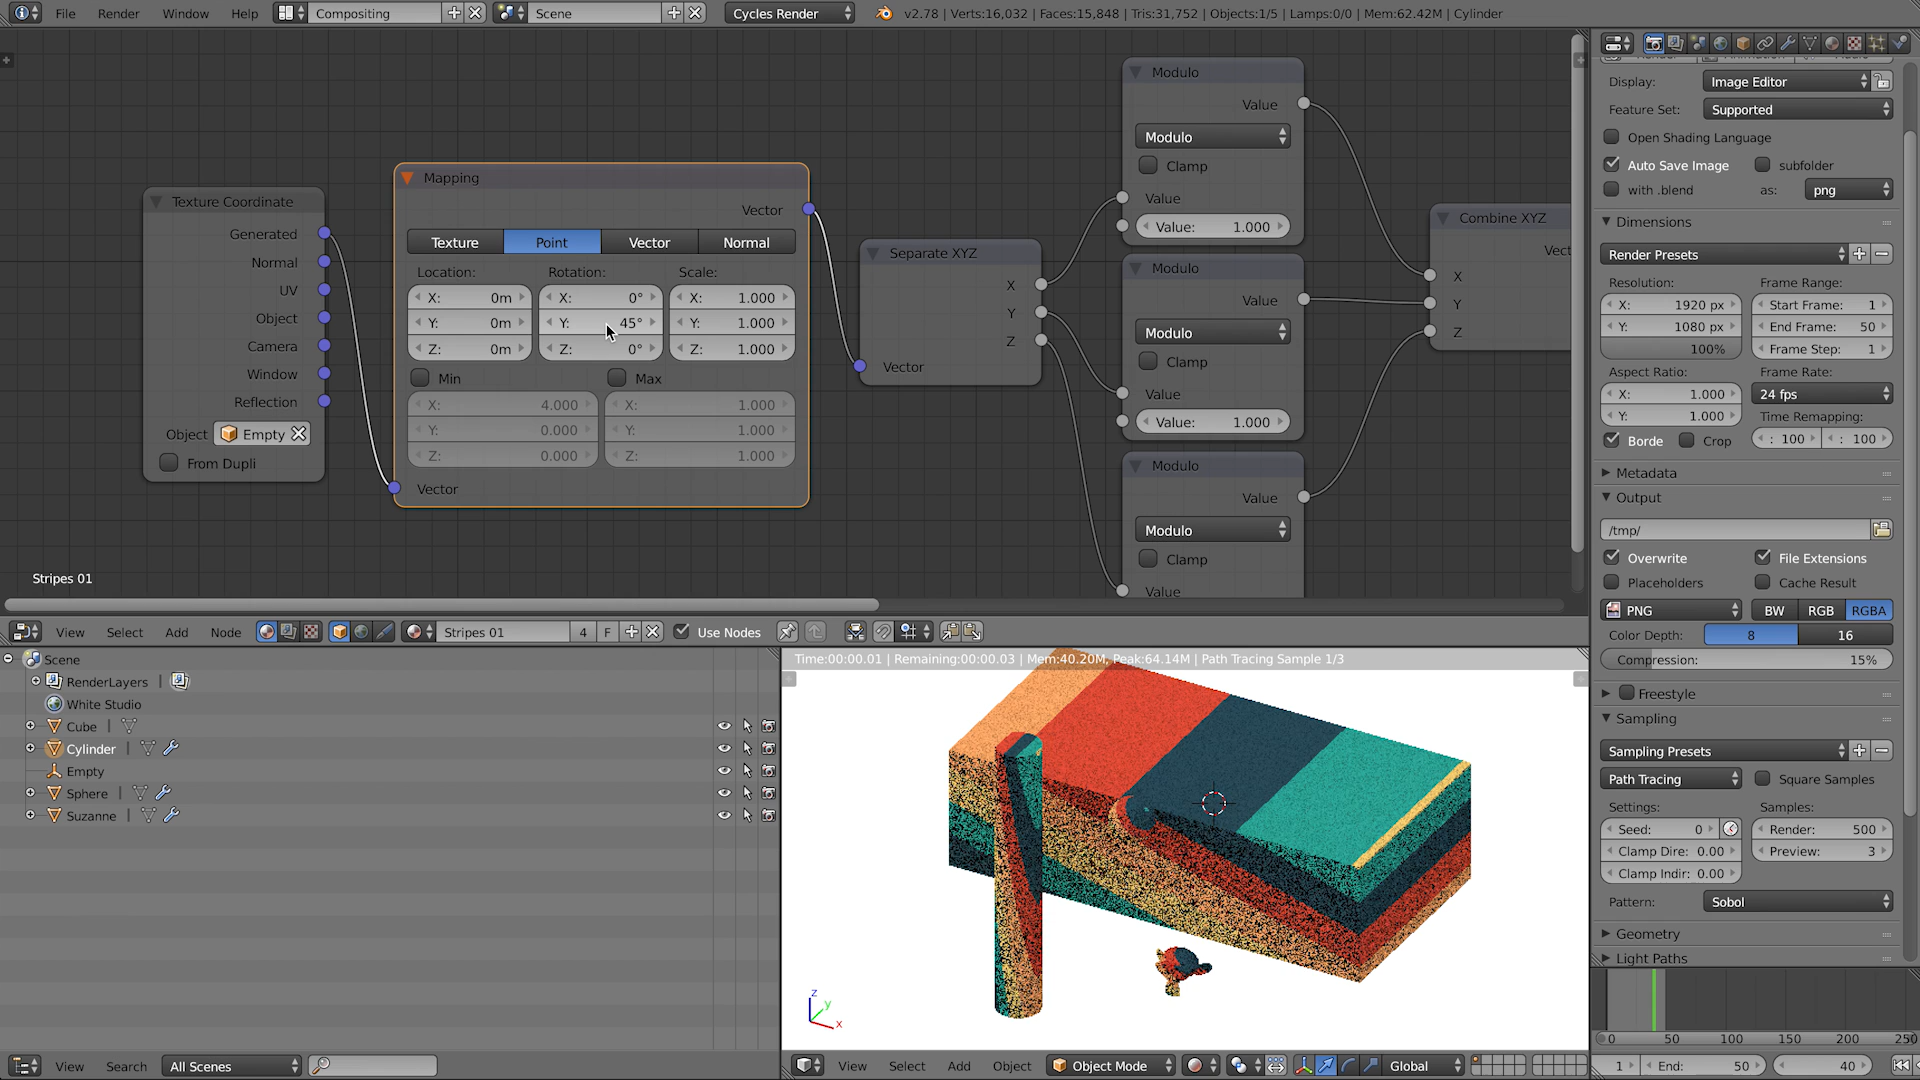 File Render Window Help Compositing Scene Cycles Render v2.78 | Verts:16,032 | Faces:15,848 | Tris:31,752 | Objects:1/5 | Lamps:0/0 | Mem:62.42M | Cylinder
Texture Coordinate
Generated
Normal
UV
Object
Camera
Window
Reflection
Object Empty
From Dupli
Mapping
Vector
Texture Point Vector Normal
Location: Rotation: Scale:
X: 0m X: 0° X: 1.000
Y: 0m Y: 45° Y: 1.000
Z: 0m Z: 0° Z: 1.000
Min Max
X: 4.000 X: 1.000
Y: 0.000 Y: 1.000
Z: 0.000 Z: 1.000
Vector
Separate XYZ
X
Y
Z
Vector
Modulo
Value
Modulo
Clamp
Value
Value: 1.000
Modulo
Value
Modulo
Clamp
Value
Value: 1.000
Modulo
Value
Modulo
Clamp
Value
Combine XYZ
Vect
X
Y
Z
Stripes 01
View Select Add Node Stripes 01 4 F Use Nodes
Scene
RenderLayers |
White Studio
Cube |
Cylinder |
Empty
Sphere |
Suzanne |
View Search All Scenes
Time:00:00.01 | Remaining:00:00.03 | Mem:40.20M, Peak:64.14M | Path Tracing Sample 1/3
z
y
x
View Select Add Object Object Mode Global
Display: Image Editor
Feature Set: Supported
Open Shading Language
Auto Save Image subfolder
with .blend as: png
Dimensions
Render Presets
Resolution: Frame Range:
X: 1920 px Start Frame: 1
Y: 1080 px End Frame: 50
100% Frame Step: 1
Aspect Ratio: Frame Rate:
X: 1.000 24 fps
Y: 1.000 Time Remapping:
Borde Crop : 100 : 100
Metadata
Output
/tmp/
Overwrite File Extensions
Placeholders Cache Result
PNG BW RGB RGBA
Color Depth: 8 16
Compression: 15%
Freestyle
Sampling
Sampling Presets
Path Tracing Square Samples
Settings: Samples:
Seed: 0 Render: 500
Clamp Dire: 0.00 Preview: 3
Clamp Indir: 0.00
Pattern: Sobol
Geometry
Light Paths
0 50 100 150 200 250
1 End: 50 40